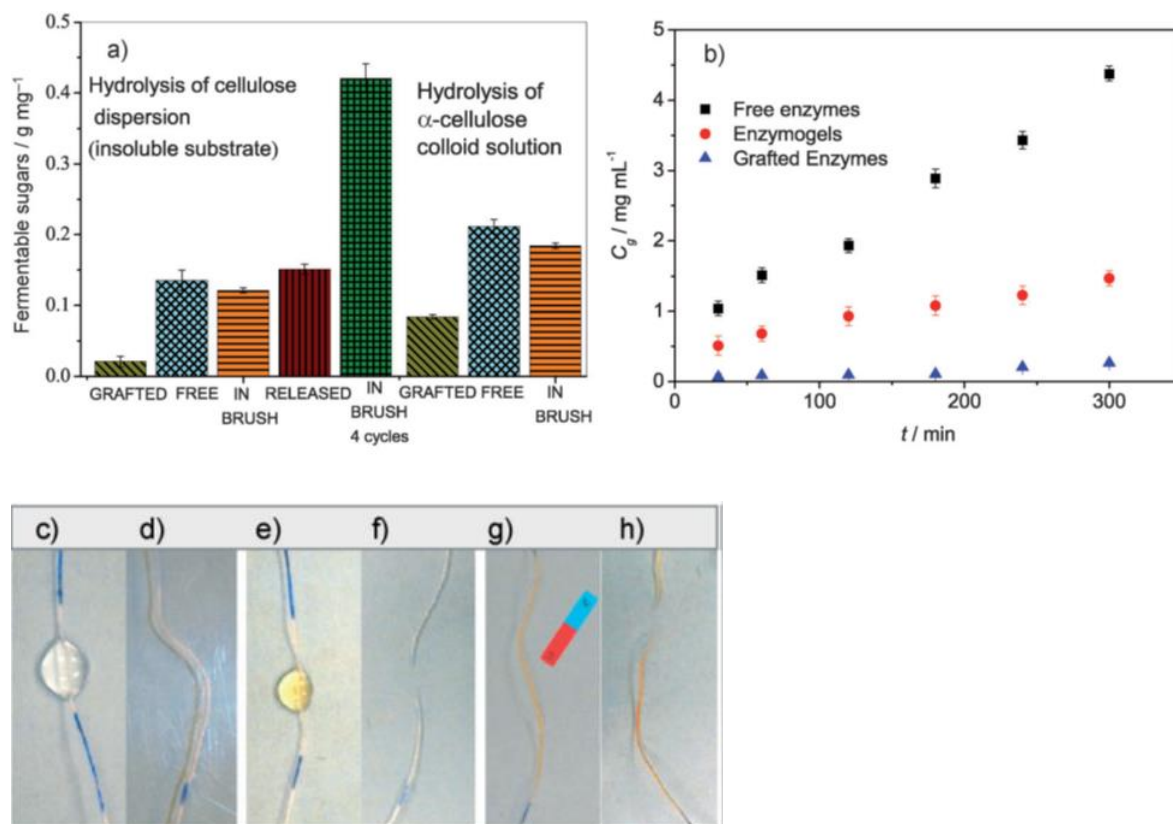 a)
Hydrolysis of cellulose
dispersion
(insoluble substrate)
Hydrolysis of
α-cellulose
colloid solution
Fermentable sugars / g mg⁻¹
0.5
0.4
0.3
0.2
0.1
0.0
GRAFTED FREE IN BRUSH RELEASED IN BRUSH 4 cycles GRAFTED FREE IN BRUSH
b)
Free enzymes
Enzymogels
Grafted Enzymes
C_g / mg mL⁻¹
5
4
3
2
1
0
0 100 200 300
t / min
c) d) e) f) g) h)